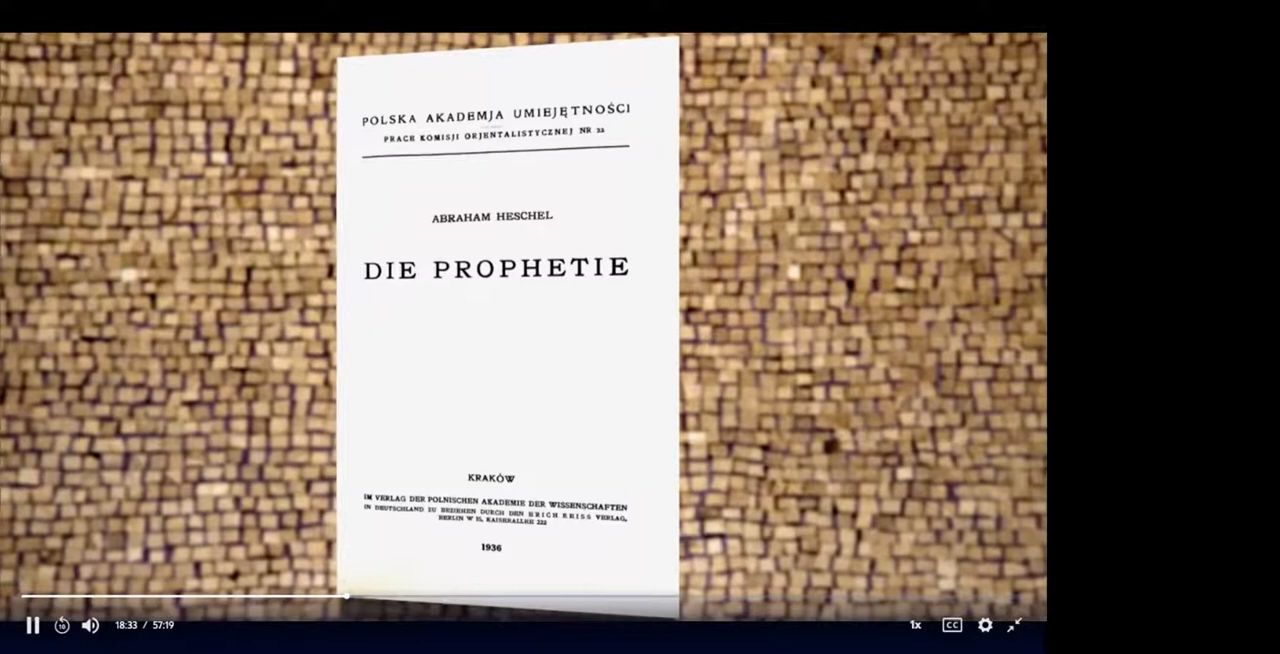 POLSKA AKADEMJA UMIEJĘTNOŚCI
PRACE KOMISJI ORJENTALISTYCZNEJ NR 22
ABRAHAM HESCHEL
DIE PROPHETIE
KRAKÓW
IM VERLAG DER POLNISCHEN AKADEMIE DER WISSENSCHAFTEN
IN DEUTSCHLAND ZU BEZIEHEN DURCH DEN ERICH REISS VERLAG,
BERLIN W 15, KAISERALLEE 222
1936
10
18:33 / 57:19
1x
CC